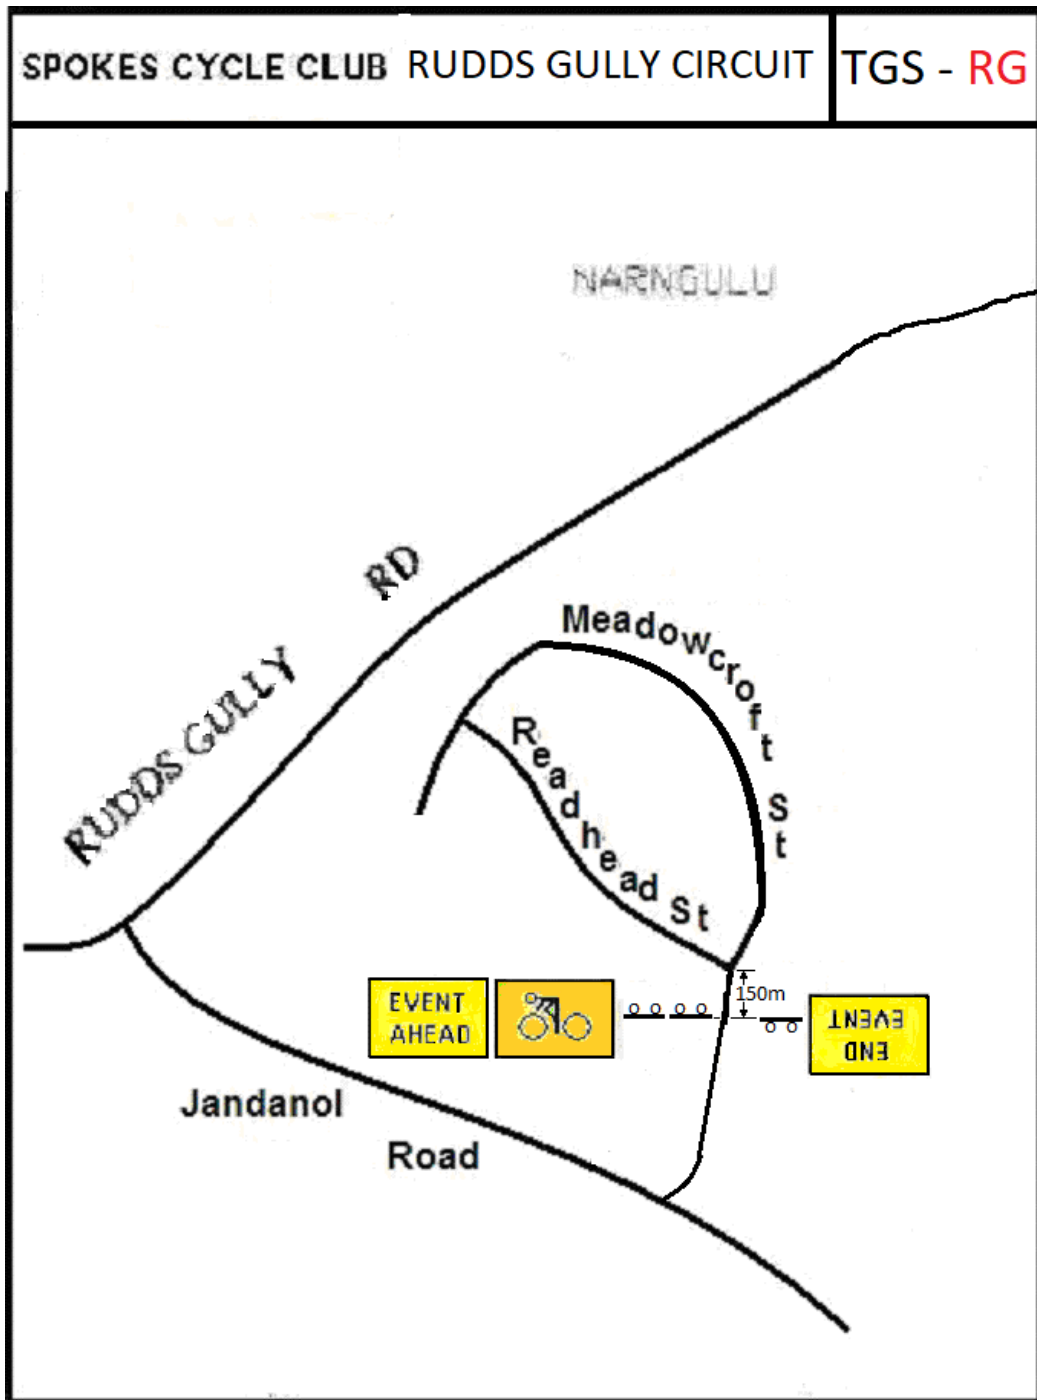 SPOKES CYCLE CLUB RUDDS GULLY CIRCUIT TGS - RG
NARNGULU
RUDDS GULLY RD
Meadowcroft St
Readhead St
150m
EVENT
AHEAD
END
EVENT
Jandanol
Road